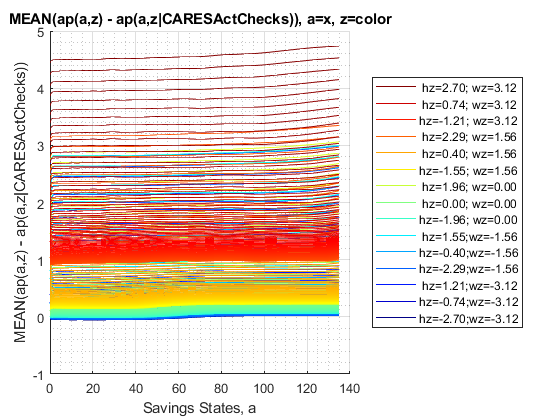 MEAN(ap(a,z) - ap(a,z|CARESActChecks)), a=x, z=color
MEAN(ap(a,z) - ap(a,z|CARESActChecks))
5
4
3
2
1
0
-1
0 20 40 60 80 100 120 140
Savings States, a
hz=2.70; wz=3.12
hz=0.74; wz=3.12
hz=-1.21; wz=3.12
hz=2.29; wz=1.56
hz=0.40; wz=1.56
hz=-1.55; wz=1.56
hz=1.96; wz=0.00
hz=0.00; wz=0.00
hz=-1.96; wz=0.00
hz=1.55;wz=-1.56
hz=-0.40;wz=-1.56
hz=-2.29;wz=-1.56
hz=1.21; wz=-3.12
hz=-0.74; wz=-3.12
hz=-2.70;wz=-3.12